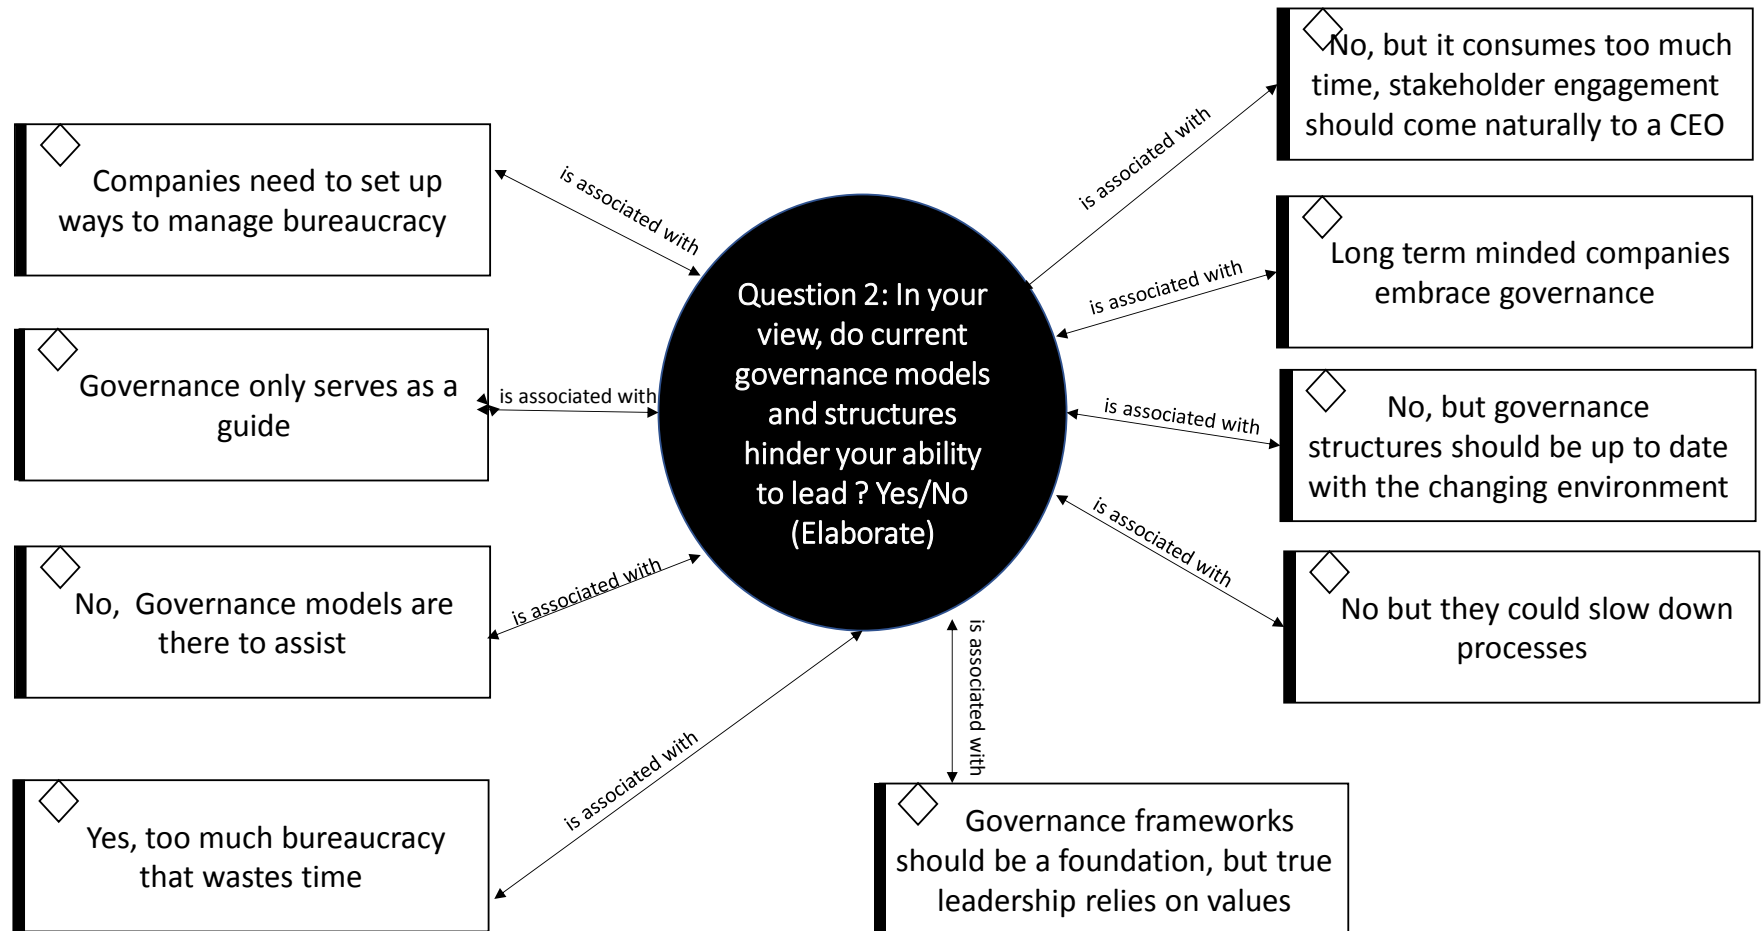 No, but it consumes too much
time, stakeholder engagement
should come naturally to a CEO
is associated with
Companies need to set up
ways to manage bureaucracy
is associated with
Long term minded companies
embrace governance
is associated with
Question 2: In your
view, do current
governance models
and structures
hinder your ability
to lead ? Yes/No
(Elaborate)
Governance only serves as a
guide
is associated with
No, but governance
structures should be up to date
with the changing environment
is associated with
No, Governance models are
there to assist
is associated with
No but they could slow down
processes
is associated with
Yes, too much bureaucracy
that wastes time
is associated with
Governance frameworks
should be a foundation, but true
leadership relies on values
is associated with